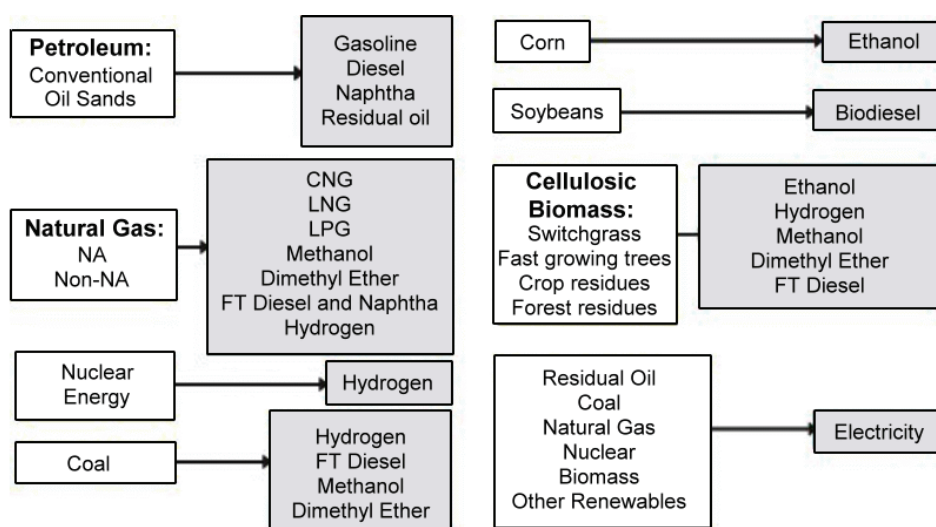 Petroleum:
Conventional
Oil Sands
Gasoline
Diesel
Naphtha
Residual oil
Natural Gas:
NA
Non-NA
CNG
LNG
LPG
Methanol
Dimethyl Ether
FT Diesel and Naphtha
Hydrogen
Nuclear
Energy
Hydrogen
Coal
Hydrogen
FT Diesel
Methanol
Dimethyl Ether
Corn
Ethanol
Soybeans
Biodiesel
Cellulosic
Biomass:
Switchgrass
Fast growing trees
Crop residues
Forest residues
Ethanol
Hydrogen
Methanol
Dimethyl Ether
FT Diesel
Residual Oil
Coal
Natural Gas
Nuclear
Biomass
Other Renewables
Electricity